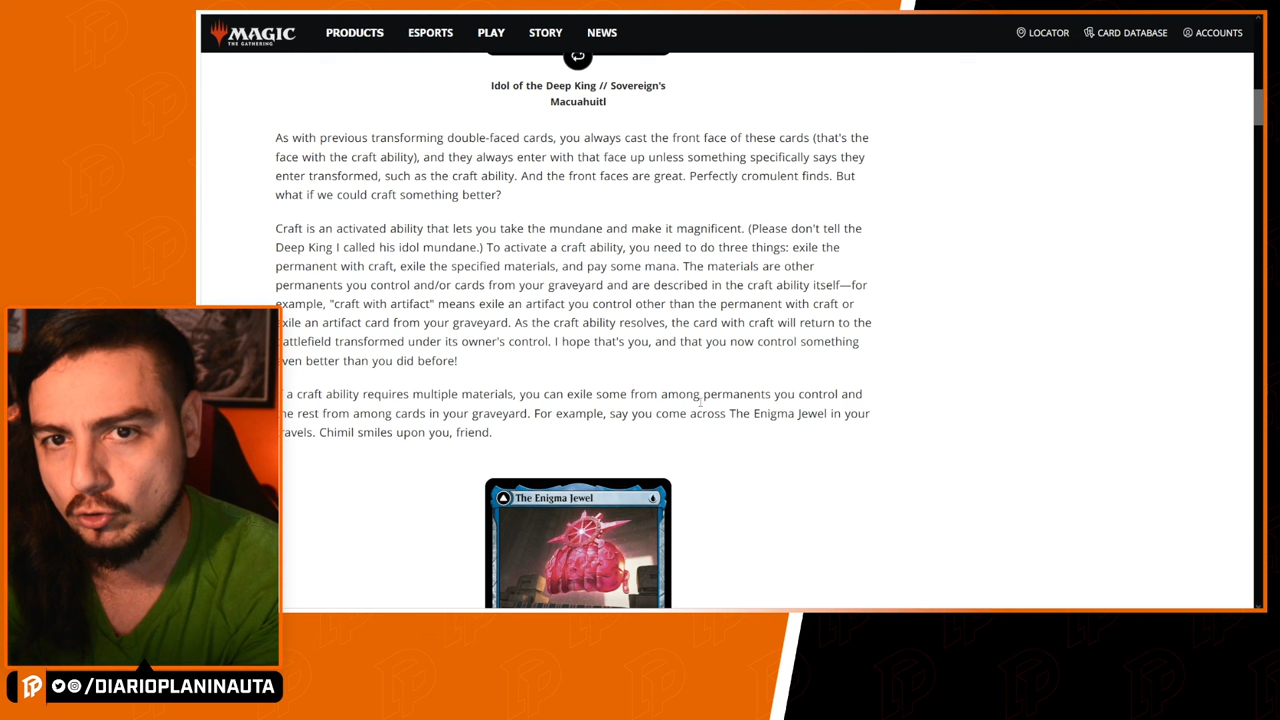 MAGIC
THE GATHERING
PRODUCTS
ESPORTS
PLAY
STORY
NEWS
LOCATOR
CARD DATABASE
ACCOUNTS
Idol of the Deep King // Sovereign's
Macuahuitl
As with previous transforming double-faced cards, you always cast the front face of these cards (that's the
face with the craft ability), and they always enter with that face up unless something specifically says they
enter transformed, such as the craft ability. And the front faces are great. Perfectly cromulent finds. But
what if we could craft something better?
Craft is an activated ability that lets you take the mundane and make it magnificent. (Please don't tell the
Deep King I called his idol mundane.) To activate a craft ability, you need to do three things: exile the
permanent with craft, exile the specified materials, and pay some mana. The materials are other
permanents you control and/or cards from your graveyard and are described in the craft ability itself—for
example, "craft with artifact" means exile an artifact you control other than the permanent with craft or
xile an artifact card from your graveyard. As the craft ability resolves, the card with craft will return to the
attlefield transformed under its owner's control. I hope that's you, and that you now control something
ven better than you did before!
a craft ability requires multiple materials, you can exile some from among permanents you control and
he rest from among cards in your graveyard. For example, say you come across The Enigma Jewel in your
ravels. Chimil smiles upon you, friend.
The Enigma Jewel
/DIARIOPLANINAUTA